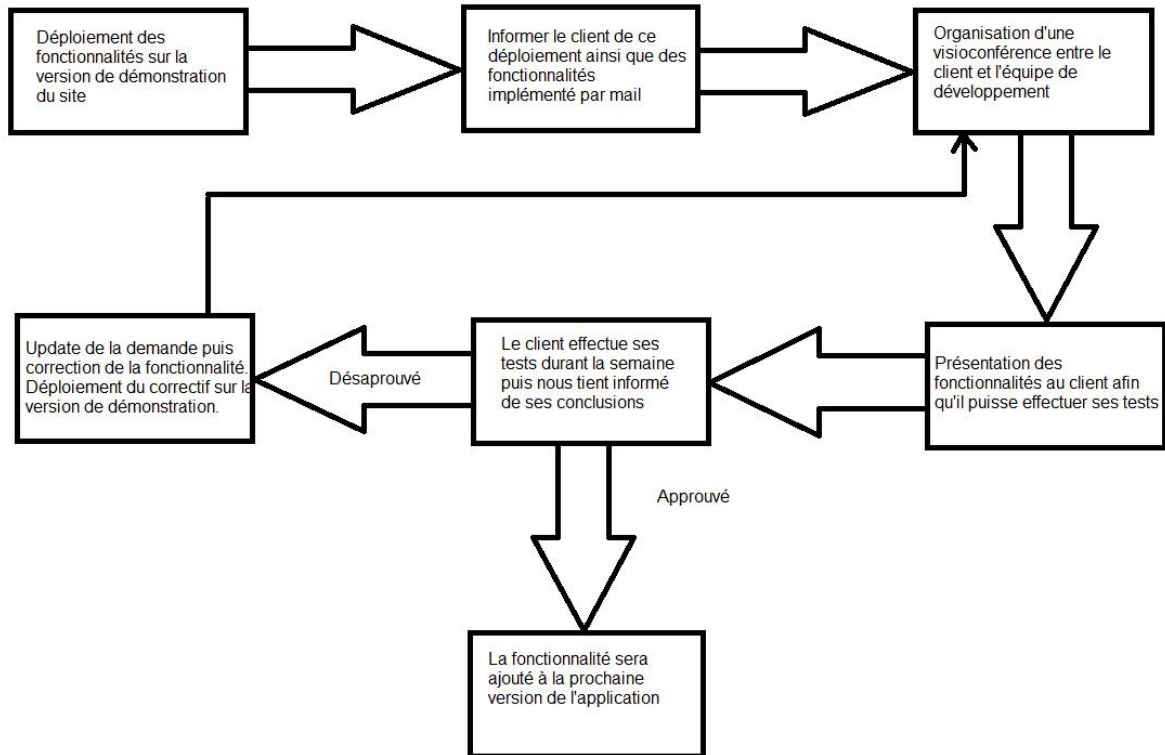 Déploiement des
fonctionnalités sur la
version de démonstration
du site
Informer le client de ce
déploiement ainsi que des
fonctionnalités
implémenté par mail
Organisation d'une
visioconférence entre le
client et l'équipe de
développement
Présentation des
fonctionnalités au client afin
qu'il puisse effectuer ses tests
Le client effectue ses
tests durant la semaine
puis nous tient informé
de ses conclusions
Désaprouvé
Update de la demande puis
correction de la fonctionnalité.
Déploiement du correctif sur la
version de démonstration.
Approuvé
La fonctionnalité sera
ajouté à la prochaine
version de l'application